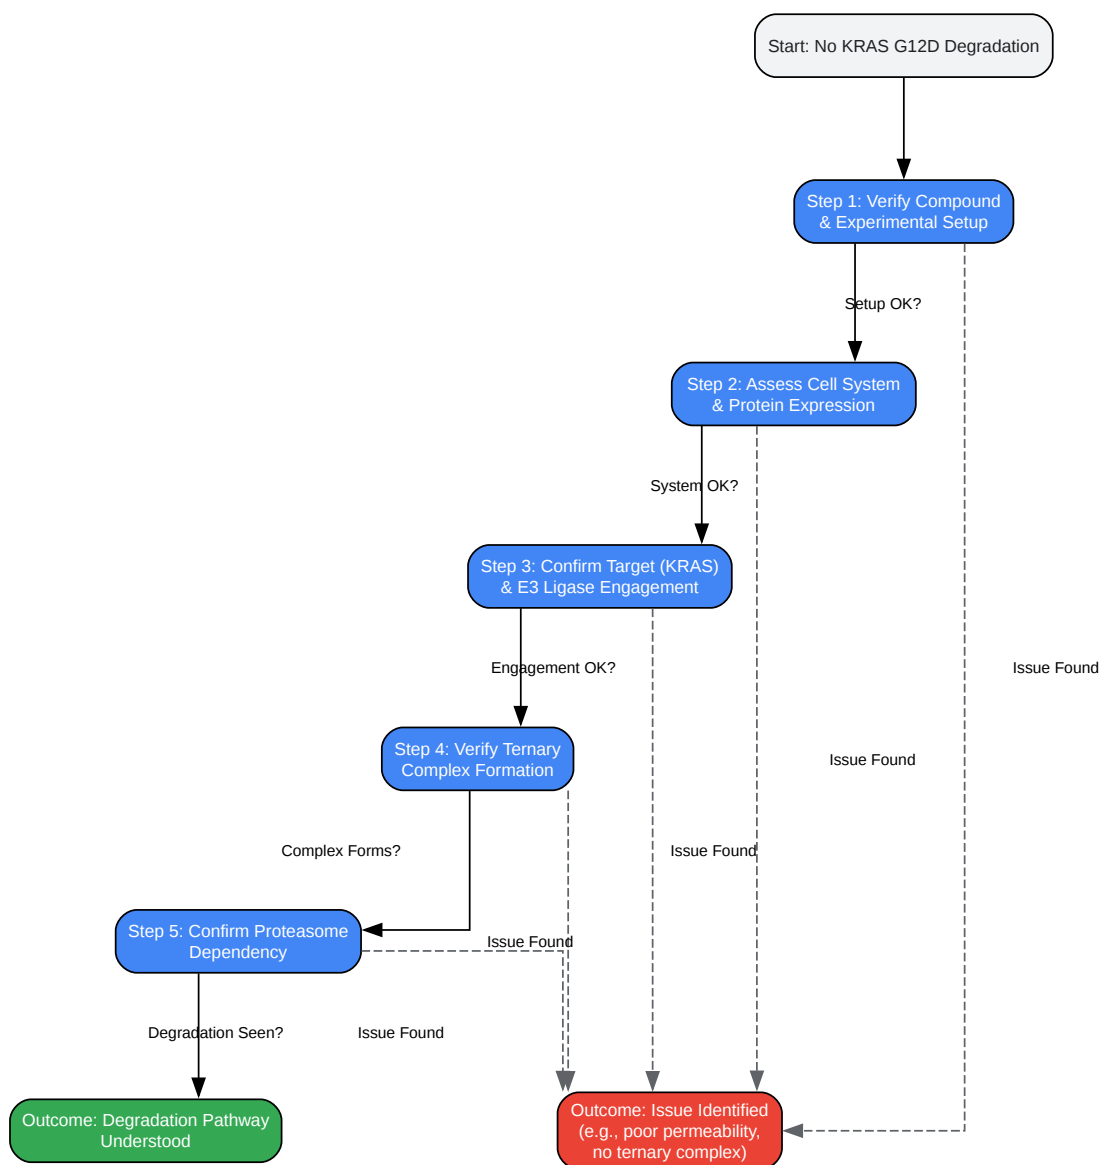 Start: No KRAS G12D Degradation
Step 1: Verify Compound
& Experimental Setup
Setup OK?
Step 2: Assess Cell System
& Protein Expression
System OK?
Step 3: Confirm Target (KRAS)
& E3 Ligase Engagement
Engagement OK?
Issue Found
Step 4: Verify Ternary
Complex Formation
Issue Found
Complex Forms?
Issue Found
Step 5: Confirm Proteasome
Dependency
Issue Found
Degradation Seen?
Issue Found
Outcome: Degradation Pathway
Understood
Outcome: Issue Identified
(e.g., poor permeability,
no ternary complex)